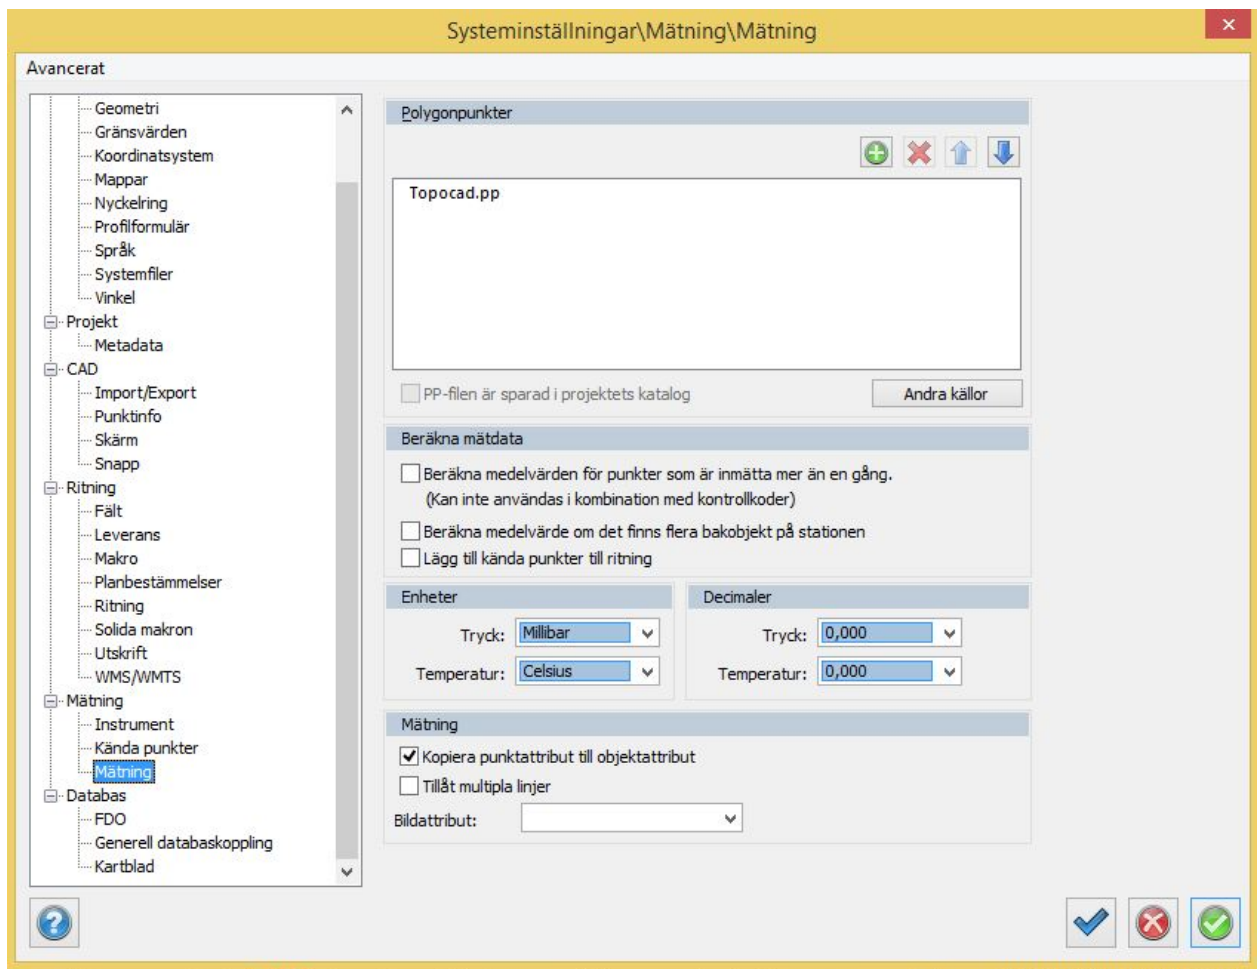 Systeminställningar\Mätning\Mätning
Avancerat
Geometri
Gränsvärden
Koordinatsystem
Mappar
Nyckelring
Profilformulär
Språk
Systemfiler
Vinkel
Projekt
Metadata
CAD
Import/Export
Punktinfo
Skärm
Snapp
Ritning
Fält
Leverans
Makro
Planbestämmelser
Ritning
Solida makron
Utskrift
WMS/WMTS
Mätning
Instrument
Kända punkter
Mätning
Databas
FDO
Generell databaskoppling
Kartblad
Polygonpunkter
Topocad.pp
PP-filen är sparad i projektets katalog
Andra källor
Beräkna mätdata
Beräkna medelvärden för punkter som är inmätta mer än en gång.
(Kan inte användas i kombination med kontrollkoder)
Beräkna medelvärde om det finns flera bakobjekt på stationen
Lägg till kända punkter till ritning
Enheter
Tryck: Millibar
Temperatur: Celsius
Decimaler
Tryck: 0,000
Temperatur: 0,000
Mätning
Kopiera punktattribut till objektattribut
Tillåt multipla linjer
Bildattribut: